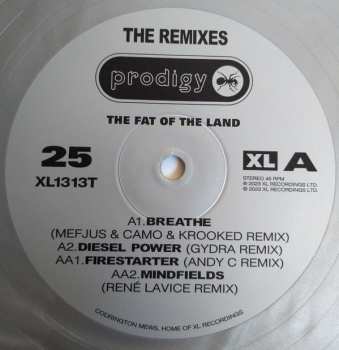 THE REMIXES
prodigy
THE FAT OF THE LAND
25
XL1313T
XL A
STEREO 45 RPM
℗ 2023 XL RECORDINGS LTD.
© 2023 XL RECORDINGS LTD.
A1.BREATHE
(MEFJUS & CAMO & KROOKED REMIX)
A2.DIESEL POWER (GYDRA REMIX)
AA1.FIRESTARTER (ANDY C REMIX)
AA2.MINDFIELDS
(RENÉ LAVICE REMIX)
CODRINGTON MEWS, HOME OF XL RECORDINGS